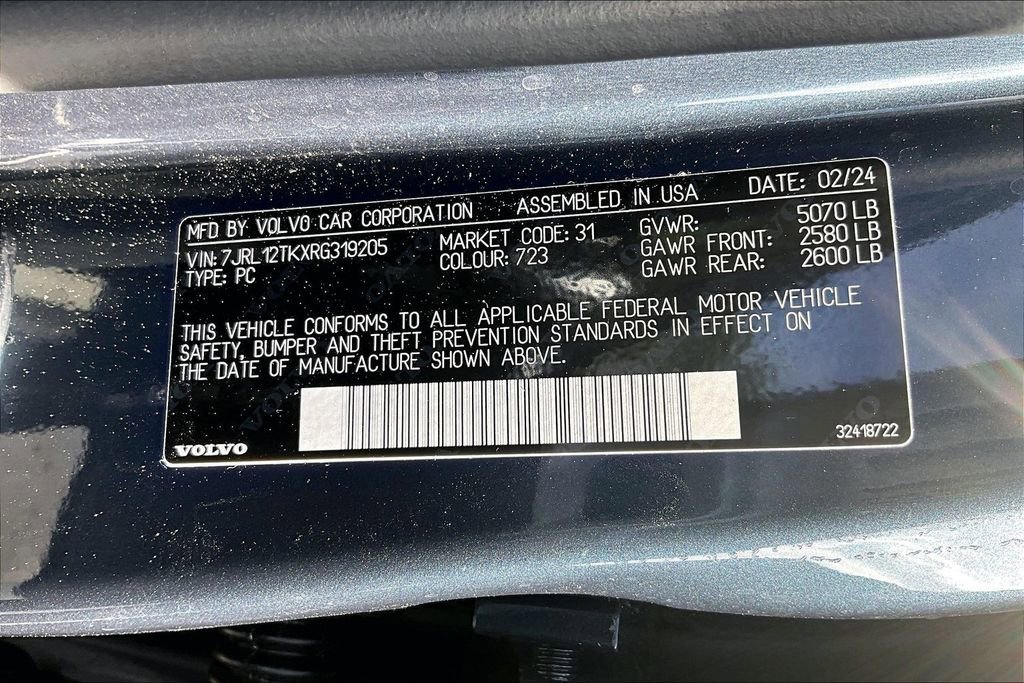 MFD BY VOLVO CAR CORPORATION ASSEMBLED IN USA DATE: 02/24
VIN: 7JRL12TKXRG319205 MARKET CODE: 31 GVWR: 5070 LB
TYPE: PC COLOUR: 723 GAWR FRONT: 2580 LB
GAWR REAR: 2600 LB
THIS VEHICLE CONFORMS TO ALL APPLICABLE FEDERAL MOTOR VEHICLE
SAFETY, BUMPER AND THEFT PREVENTION STANDARDS IN EFFECT ON
THE DATE OF MANUFACTURE SHOWN ABOVE.
VOLVO 32418722